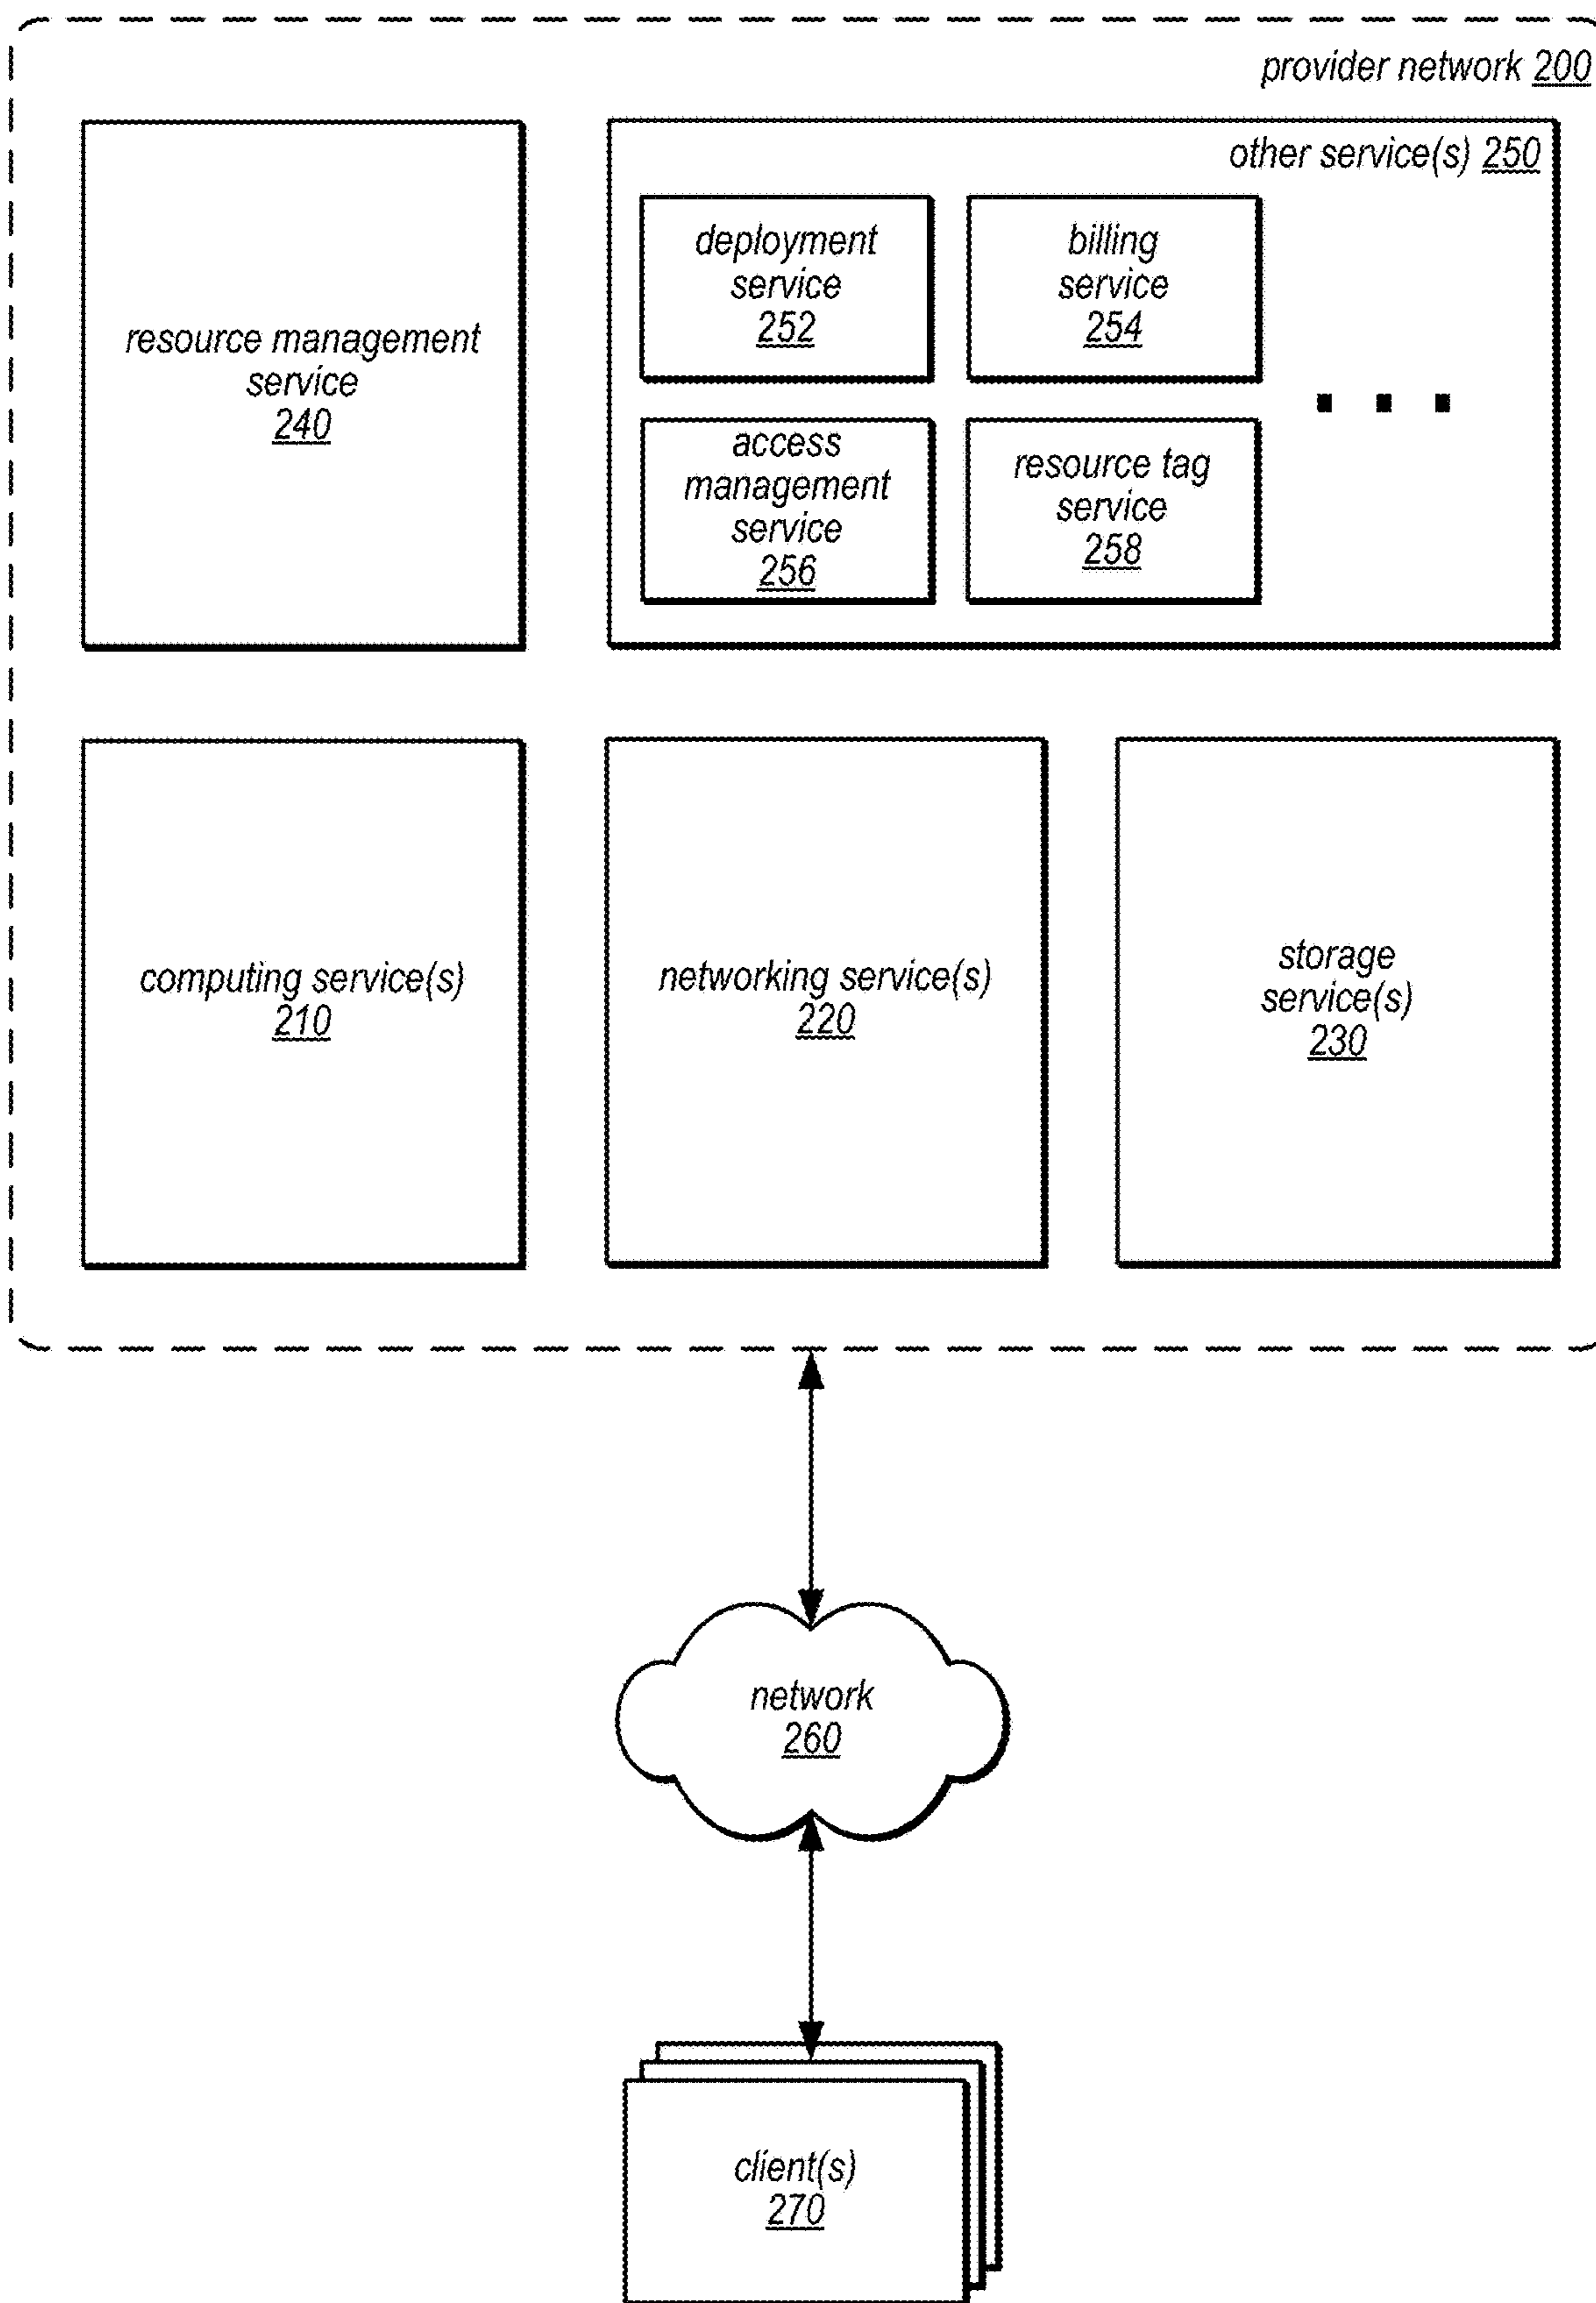 provider network 200
resource management
service
240
other service(s) 250
deployment
service
252
billing
service
254
access
management
service
256
resource tag
service
258
computing service(s)
210
networking service(s)
220
storage
service(s)
230
network
260
client(s)
270